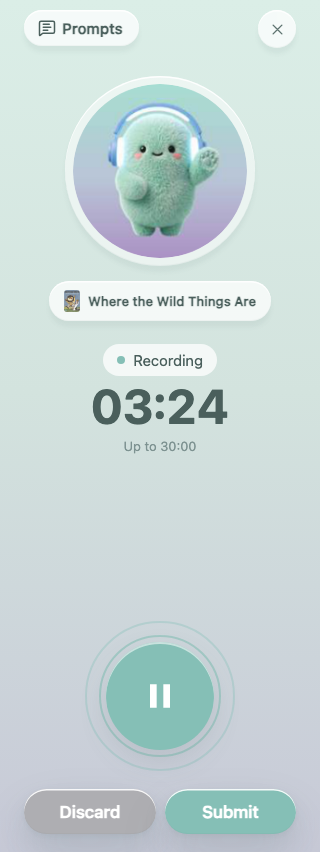 Prompts
Where the Wild Things Are
Recording
03:24
Up to 30:00
Discard
Submit